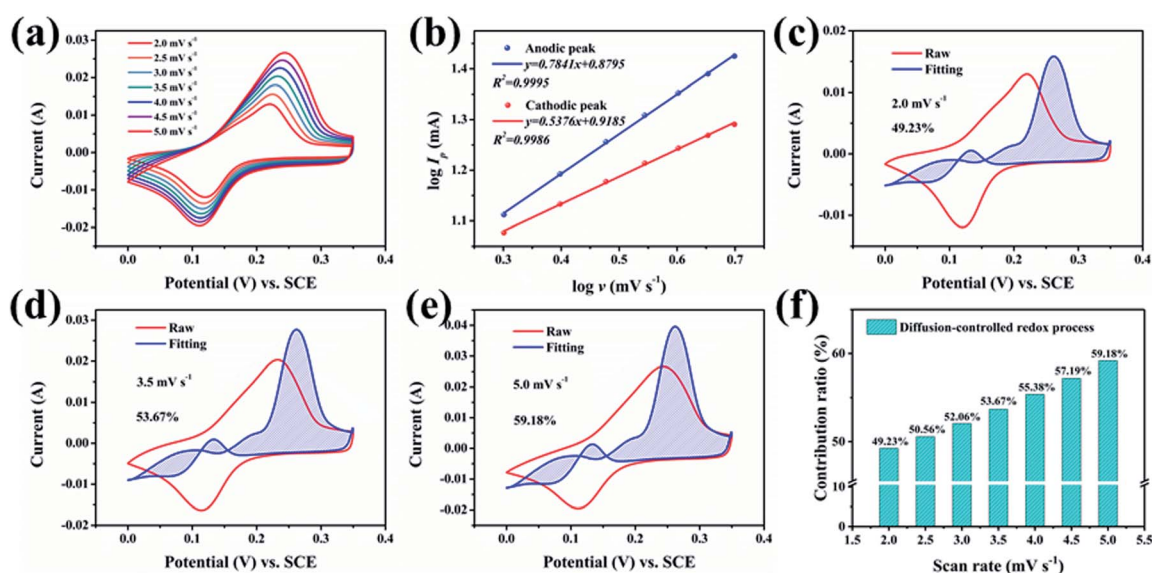 (a)
2.0 mV s⁻¹
2.5 mV s⁻¹
3.0 mV s⁻¹
3.5 mV s⁻¹
4.0 mV s⁻¹
4.5 mV s⁻¹
5.0 mV s⁻¹
0.03
0.02
0.01
0.00
-0.01
-0.02
Current (A)
0.0 0.1 0.2 0.3 0.4
Potential (V) vs. SCE
(b)
Anodic peak
y=0.7841x+0.8795
R²=0.9995
Cathodic peak
y=0.5376x+0.9185
R²=0.9986
1.4
1.3
1.2
1.1
log Iₚ (mA)
0.3 0.4 0.5 0.6 0.7
log v (mV s⁻¹)
(c)
Raw
Fitting
2.0 mV s⁻¹
49.23%
0.02
0.01
0.00
-0.01
Current (A)
0.0 0.1 0.2 0.3 0.4
Potential (V) vs. SCE
(d)
Raw
Fitting
3.5 mV s⁻¹
53.67%
0.03
0.02
0.01
0.00
-0.01
-0.02
Current (A)
0.0 0.1 0.2 0.3 0.4
Potential (V) vs. SCE
(e)
Raw
Fitting
5.0 mV s⁻¹
59.18%
0.04
0.03
0.02
0.01
0.00
-0.01
-0.02
Current (A)
0.0 0.1 0.2 0.3 0.4
Potential (V) vs. SCE
(f)
Diffusion-controlled redox process
49.23% 50.56% 52.06% 53.67% 55.38% 57.19% 59.18%
60
50
10
0
Contribution ratio (%)
1.5 2.0 2.5 3.0 3.5 4.0 4.5 5.0 5.5
Scan rate (mV s⁻¹)